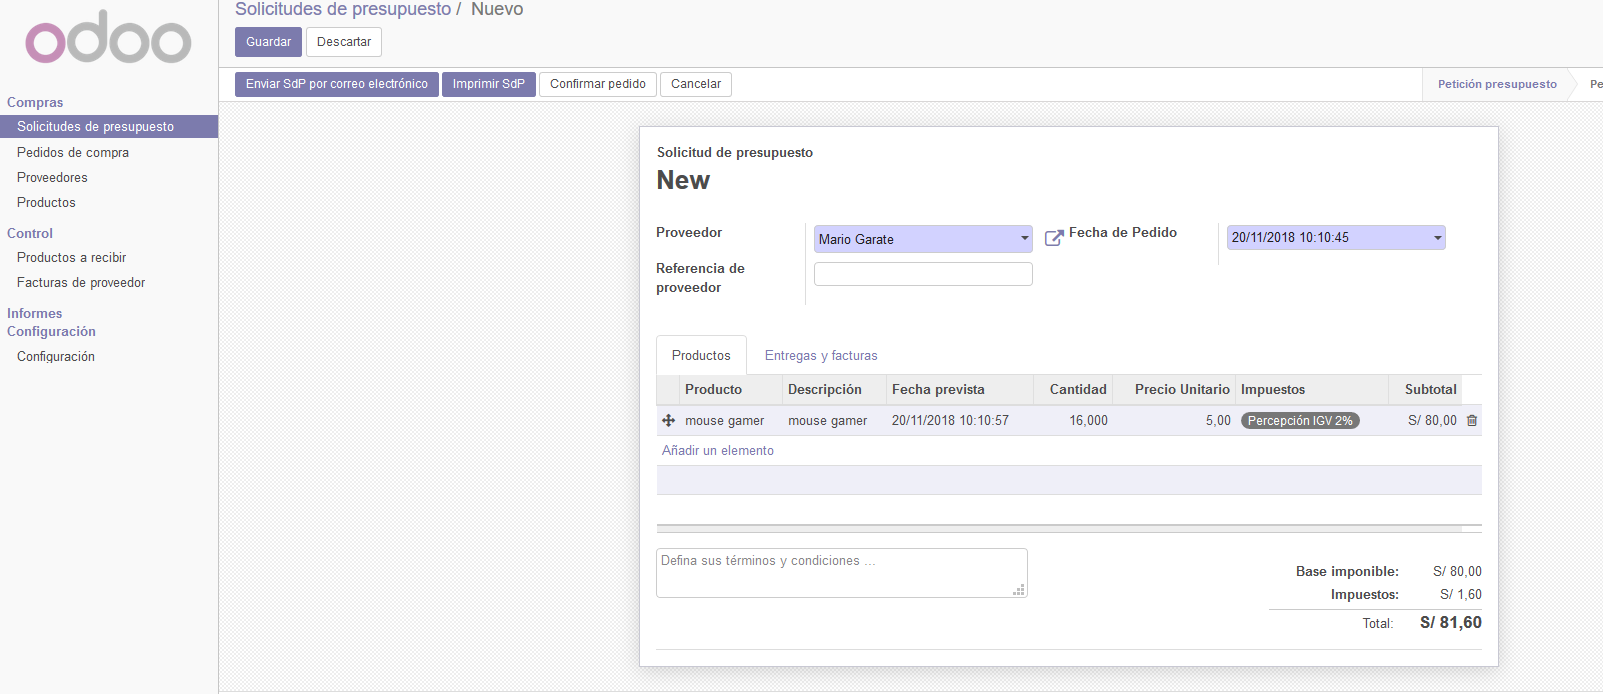 odoo
Solicitudes de presupuesto / Nuevo
Guardar Descartar
Enviar SdP por correo electrónico Imprimir SdP Confirmar pedido Cancelar Petición presupuesto Pe
Compras
Solicitudes de presupuesto
Pedidos de compra
Proveedores
Productos
Control
Productos a recibir
Facturas de proveedor
Informes
Configuración
Configuración
Solicitud de presupuesto
New
Proveedor Mario Garate Fecha de Pedido 20/11/2018 10:10:45
Referencia de
proveedor
Productos Entregas y facturas
Producto Descripción Fecha prevista Cantidad Precio Unitario Impuestos Subtotal
mouse gamer mouse gamer 20/11/2018 10:10:57 16,000 5,00 Percepción IGV 2% S/ 80,00
Añadir un elemento
Defina sus términos y condiciones ...
Base imponible: S/ 80,00
Impuestos: S/ 1,60
Total: S/ 81,60